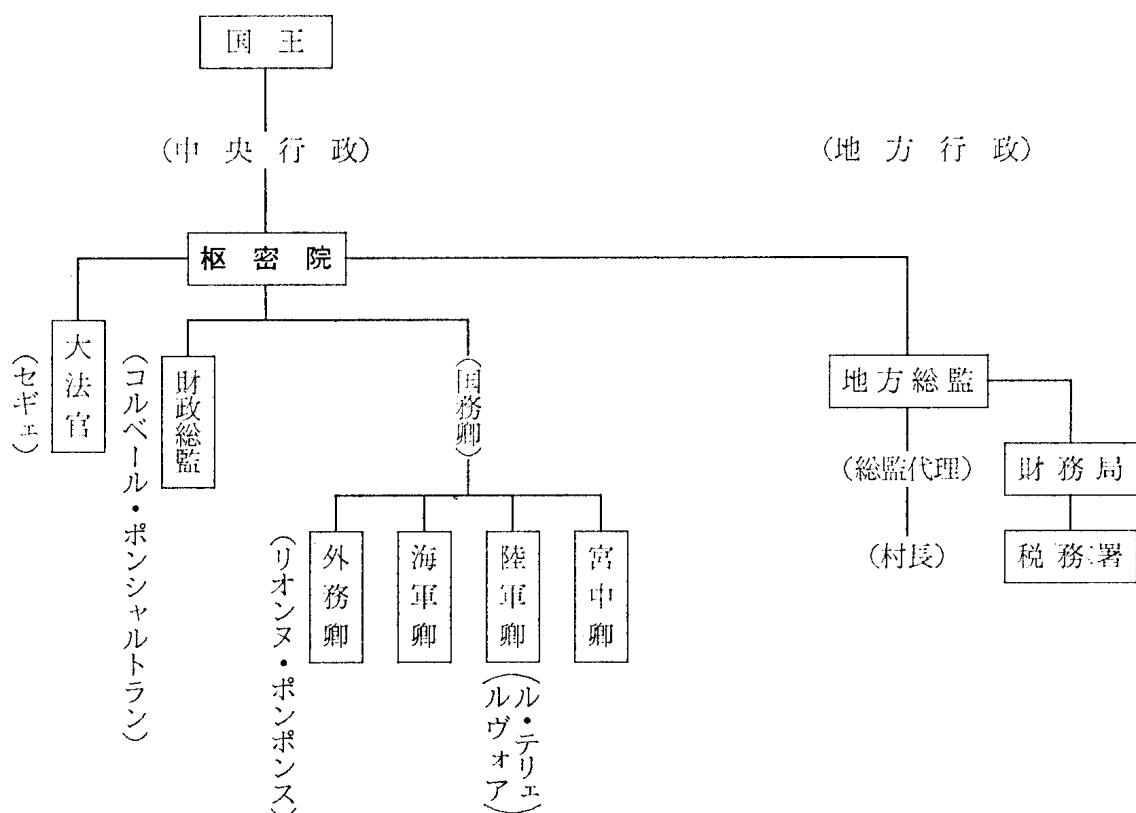 国王
(中央行政)
(地方行政)
枢密院
大法官
(セギェ)
財政総監
(コルベール・ポンシャルトラン)
(国務卿)
外務卿
(リオンヌ・ポンポンス)
海軍卿
陸軍卿
(ル・テリェ
ルヴォア)
宮中卿
地方総監
(総監代理)
(村長)
財務局
税務署